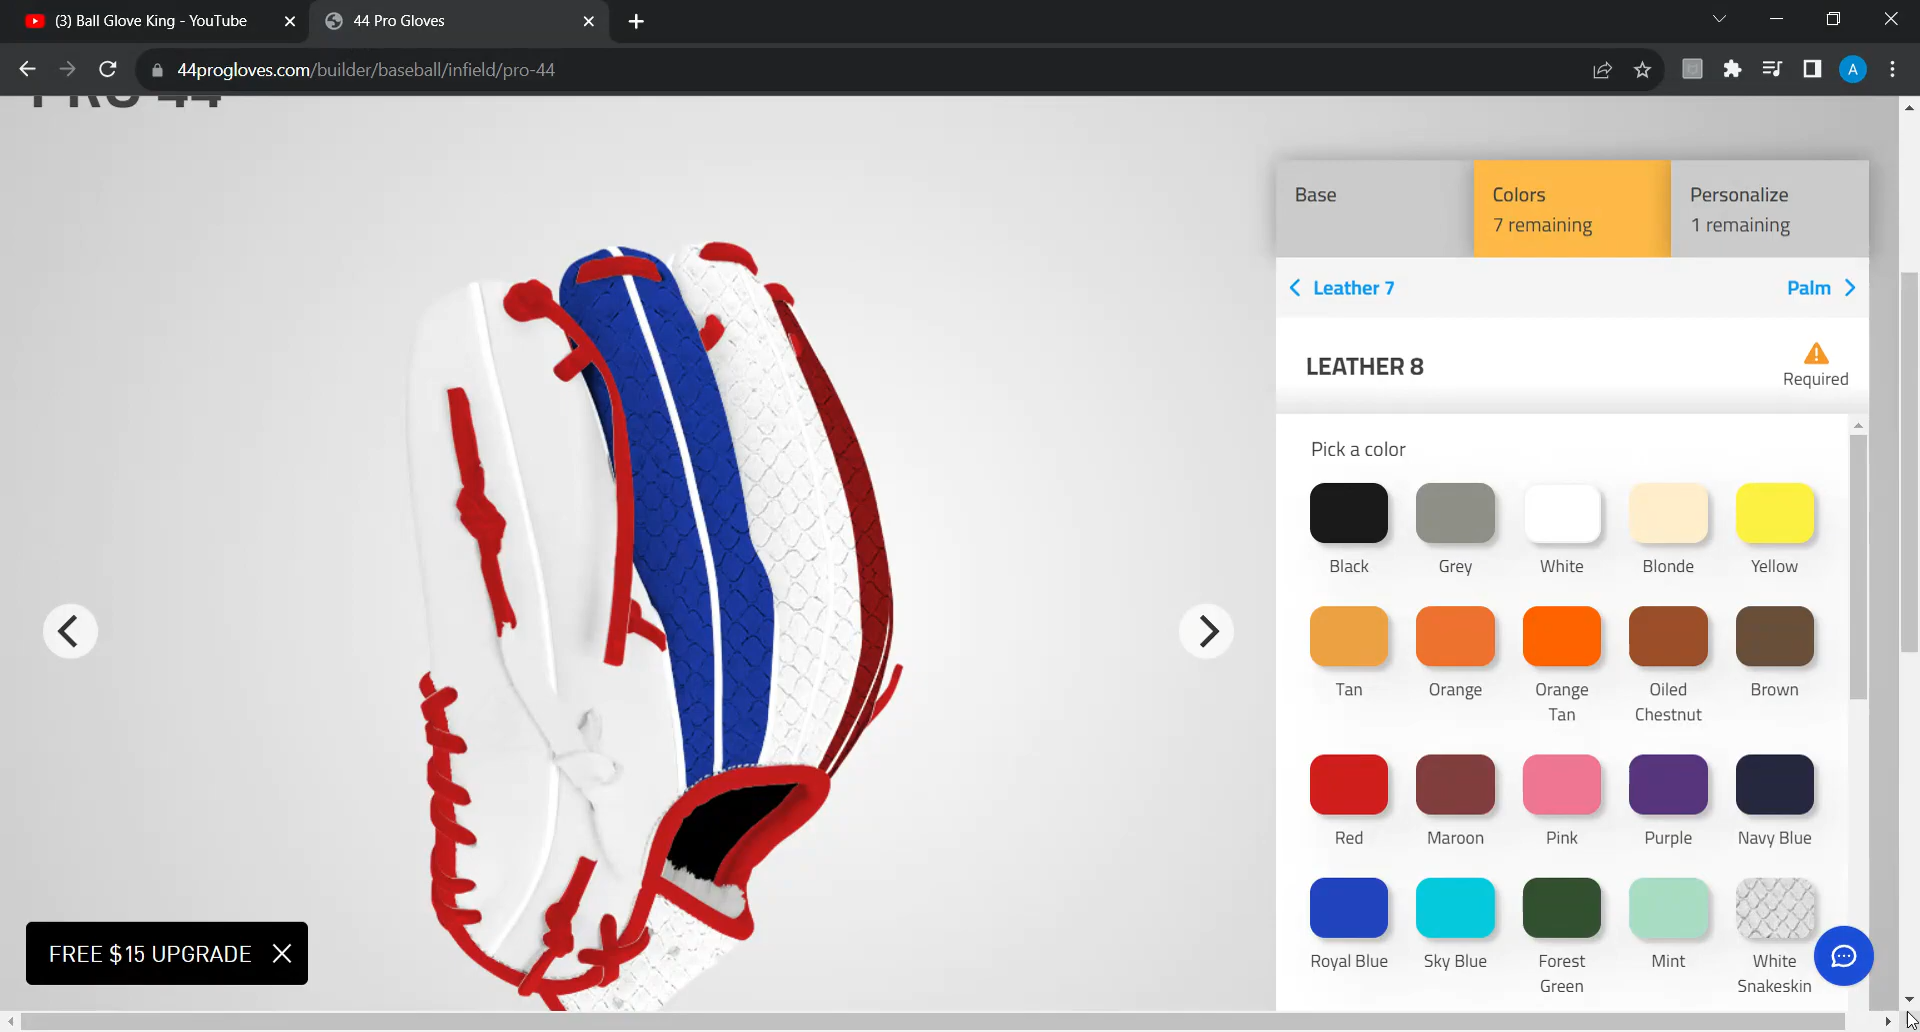 (3) Ball Glove King - YouTube
44 Pro Gloves
44progloves.com/builder/baseball/infield/pro-44
A
PRO 44
Base
Colors
7 remaining
Personalize
1 remaining
Leather 7
Palm
LEATHER 8
Required
Pick a color
Black
Grey
White
Blonde
Yellow
Tan
Orange
Orange
Tan
Oiled
Chestnut
Brown
Red
Maroon
Pink
Purple
Navy Blue
Royal Blue
Sky Blue
Forest
Green
Mint
White
Snakeskin
FREE $15 UPGRADE